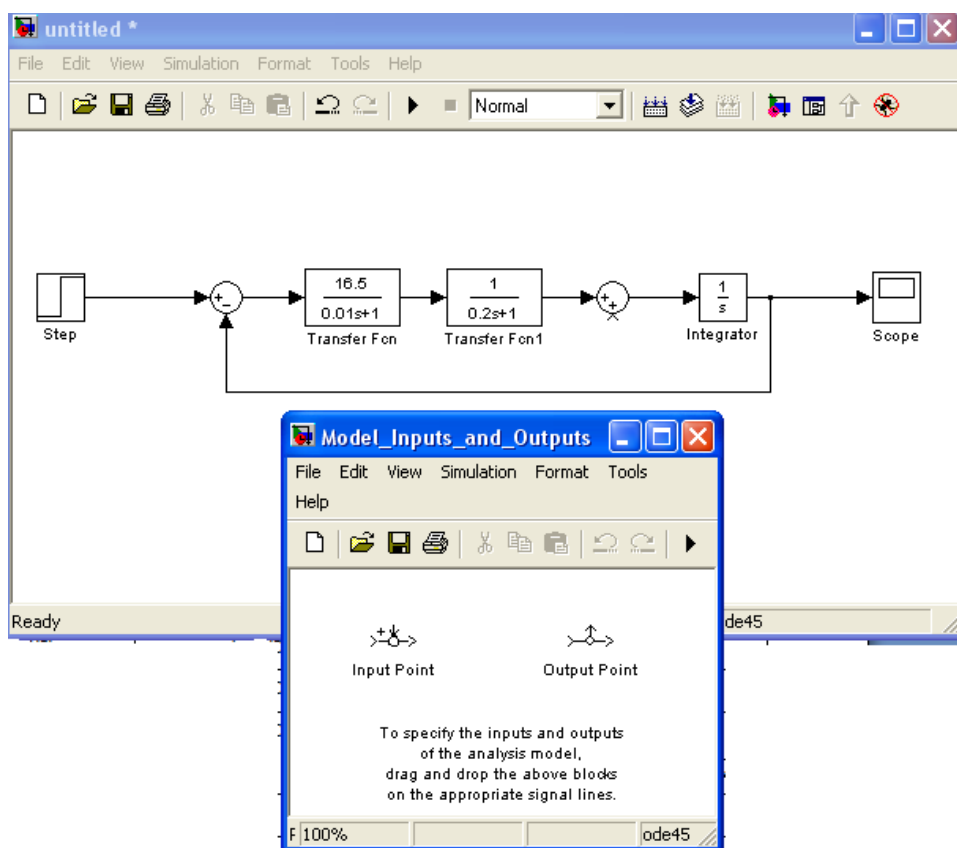 untitled *
File Edit View Simulation Format Tools Help
Normal
16.5
0.01s+1
1
0.2s+1
1
s
Step
Transfer Fcn
Transfer Fcn1
Integrator
Scope
Model_Inputs_and_Outputs
File Edit View Simulation Format Tools
Help
Input Point
Output Point
To specify the inputs and outputs
of the analysis model,
drag and drop the above blocks
on the appropriate signal lines.
Ready
de45
F 100%
ode45